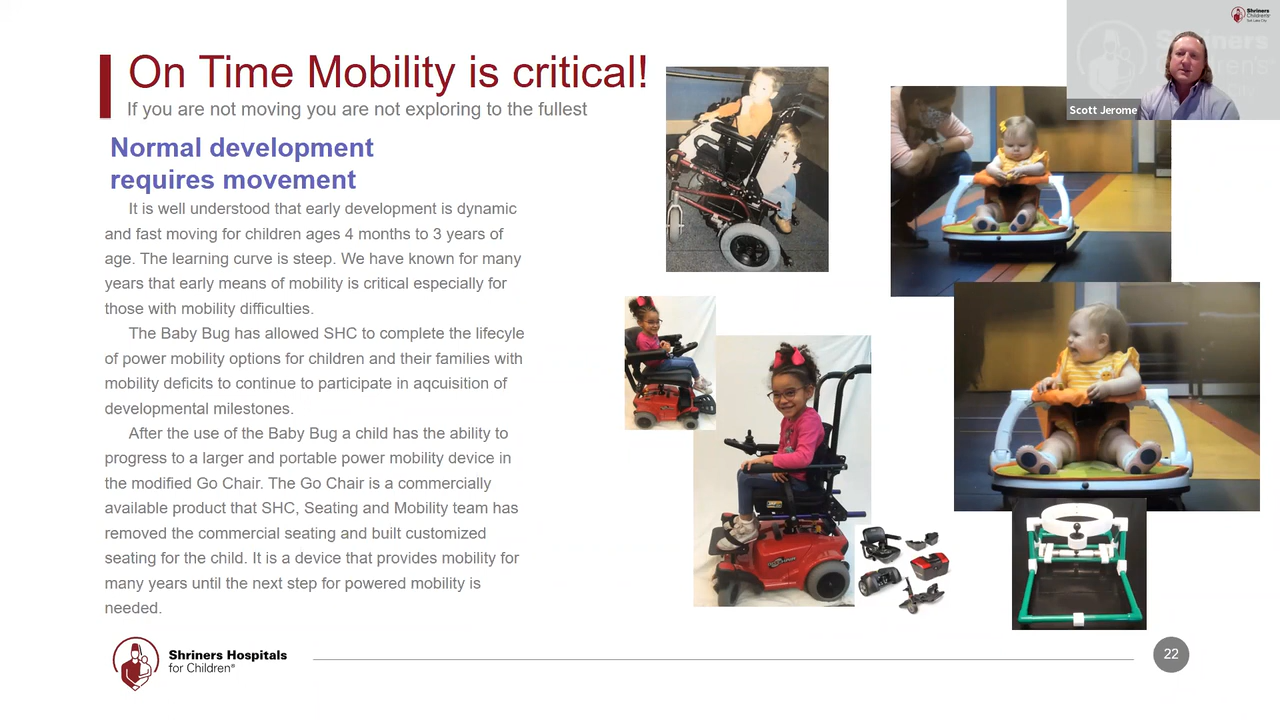 On Time Mobility is critical!
If you are not moving you are not exploring to the fullest
Normal development
requires movement
It is well understood that early development is dynamic
and fast moving for children ages 4 months to 3 years of
age. The learning curve is steep. We have known for many
years that early means of mobility is critical especially for
those with mobility difficulties.
The Baby Bug has allowed SHC to complete the lifecyle
of power mobility options for children and their families with
mobility deficits to continue to participate in aqcuisition of
developmental milestones.
After the use of the Baby Bug a child has the ability to
progress to a larger and portable power mobility device in
the modified Go Chair. The Go Chair is a commercially
available product that SHC, Seating and Mobility team has
removed the commercial seating and built customized
seating for the child. It is a device that provides mobility for
many years until the next step for powered mobility is
needed.
Shriners Hospitals
for Children®
22
Scott Jerome
Shriners
Children's